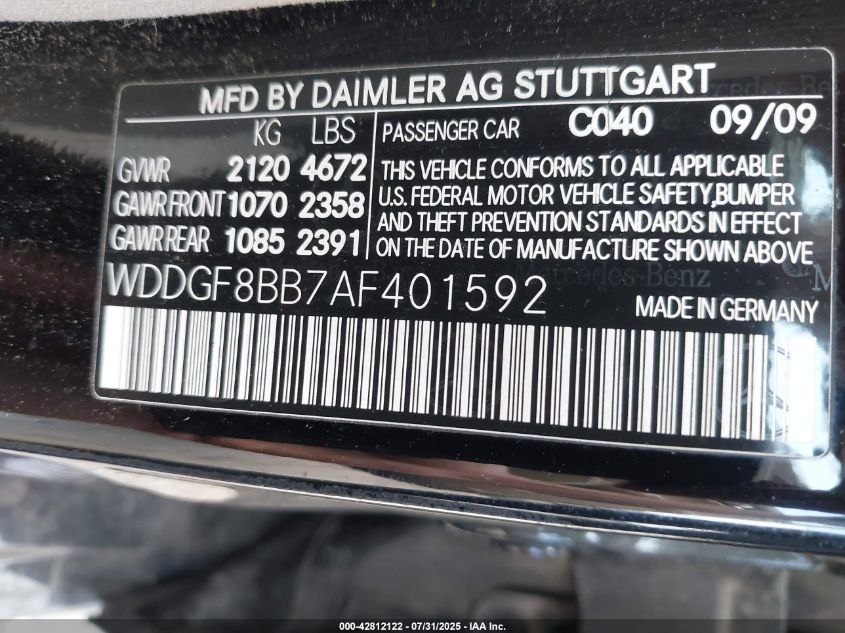 MFD BY DAIMLER AG STUTTGART
KG LBS
GVWR 2120 4672
GAWR FRONT 1070 2358
GAWR REAR 1085 2391
PASSENGER CAR C040 09/09
THIS VEHICLE CONFORMS TO ALL APPLICABLE
U.S. FEDERAL MOTOR VEHICLE SAFETY,BUMPER
AND THEFT PREVENTION STANDARDS IN EFFECT
ON THE DATE OF MANUFACTURE SHOWN ABOVE
Mercedes-Benz
WDDGF8BB7AF401592
MADE IN GERMANY
000-42812122 - 07/31/2025 - IAA Inc.